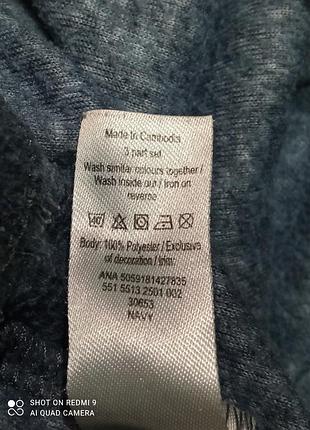 Made in Cambodia
3 part set
Wash similar colours together /
Wash inside out / Iron on
reverse
Body: 100% Polyester / Exclusive
of decoration / trim:
ANA 5059181427835
551 5513 2501 002
30653
NAVY
SHOT ON REDMI 9
AI QUAD CAMERA